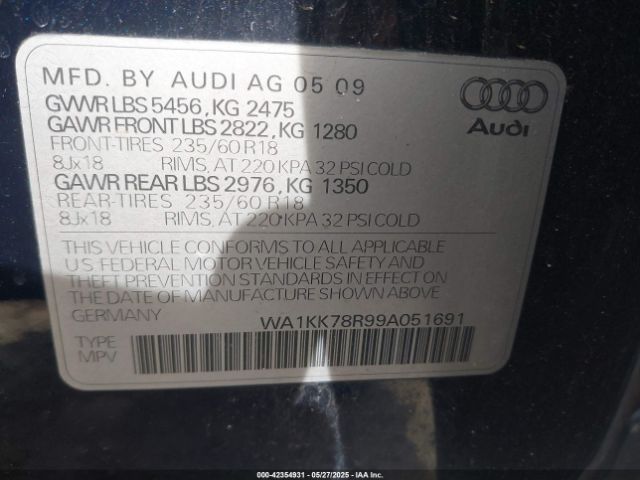 MFD. BY AUDI AG 05 09
GVWR LBS 5456, KG 2475
GAWR FRONT LBS 2822, KG 1280
FRONT-TIRES 235/60 R18
8Jx18 RIMS, AT 220 KPA 32 PSI COLD
GAWR REAR LBS 2976, KG 1350
REAR-TIRES 235/60 R18
8Jx18 RIMS, AT 220 KPA 32 PSI COLD
THIS VEHICLE CONFORMS TO ALL APPLICABLE
U.S. FEDERAL MOTOR VEHICLE SAFETY AND
THEFT PREVENTION STANDARDS IN EFFECT ON
THE DATE OF MANUFACTURE SHOWN ABOVE.
GERMANY WA1KK78R99A051691
TYPE
MPV
Audi
000-42354931 - 05/27/2025 - IAAI.COM